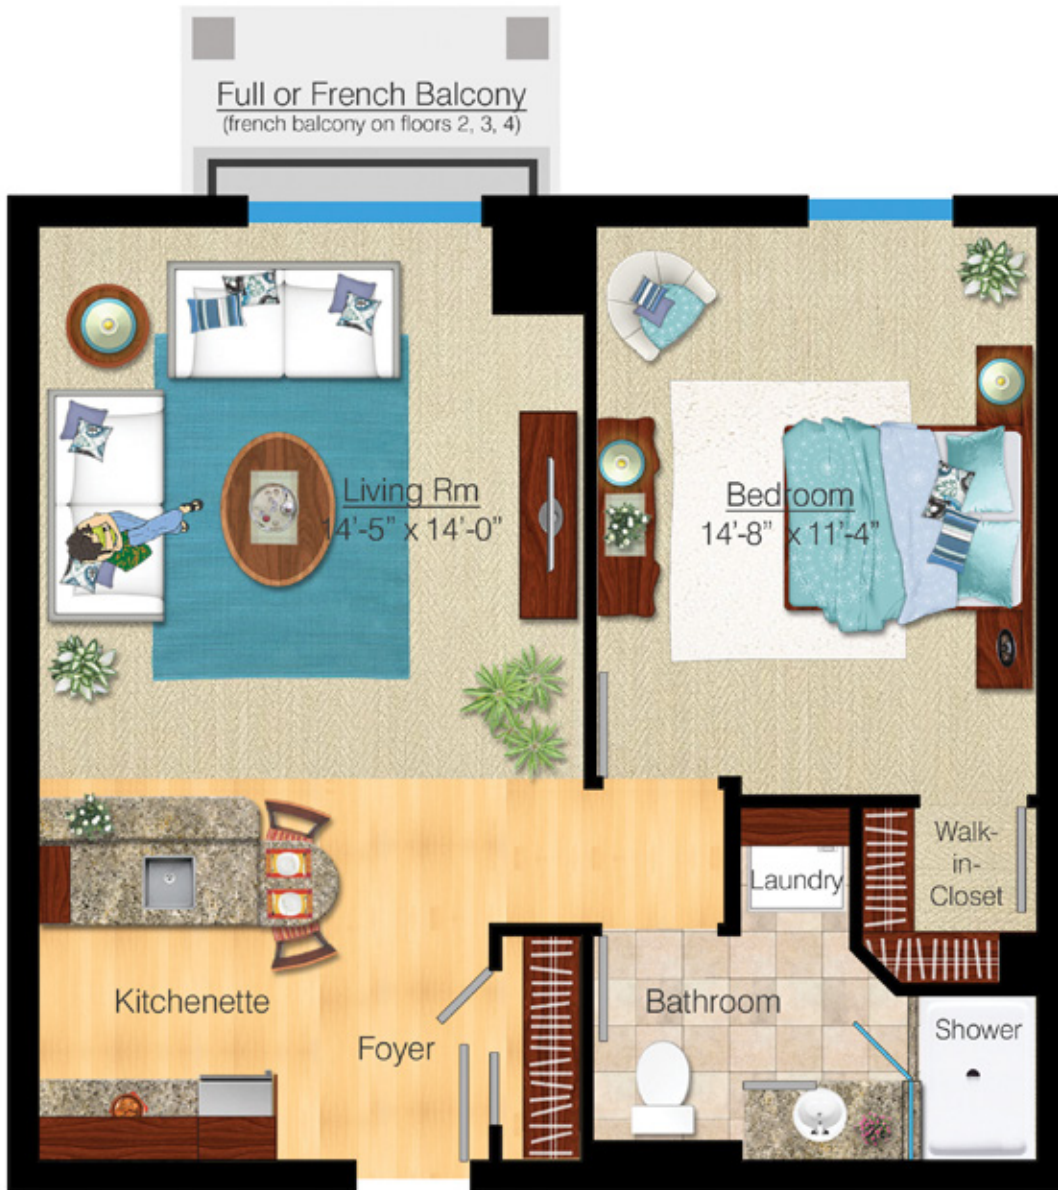 Full or French Balcony
(french balcony on floors 2, 3, 4)
Living Rm
14'-5” x 14'-0”
Bedroom
14'-8” x 11'-4”
Walk-
in-
Closet
Laundry
Kitchenette
Foyer
Bathroom
Shower